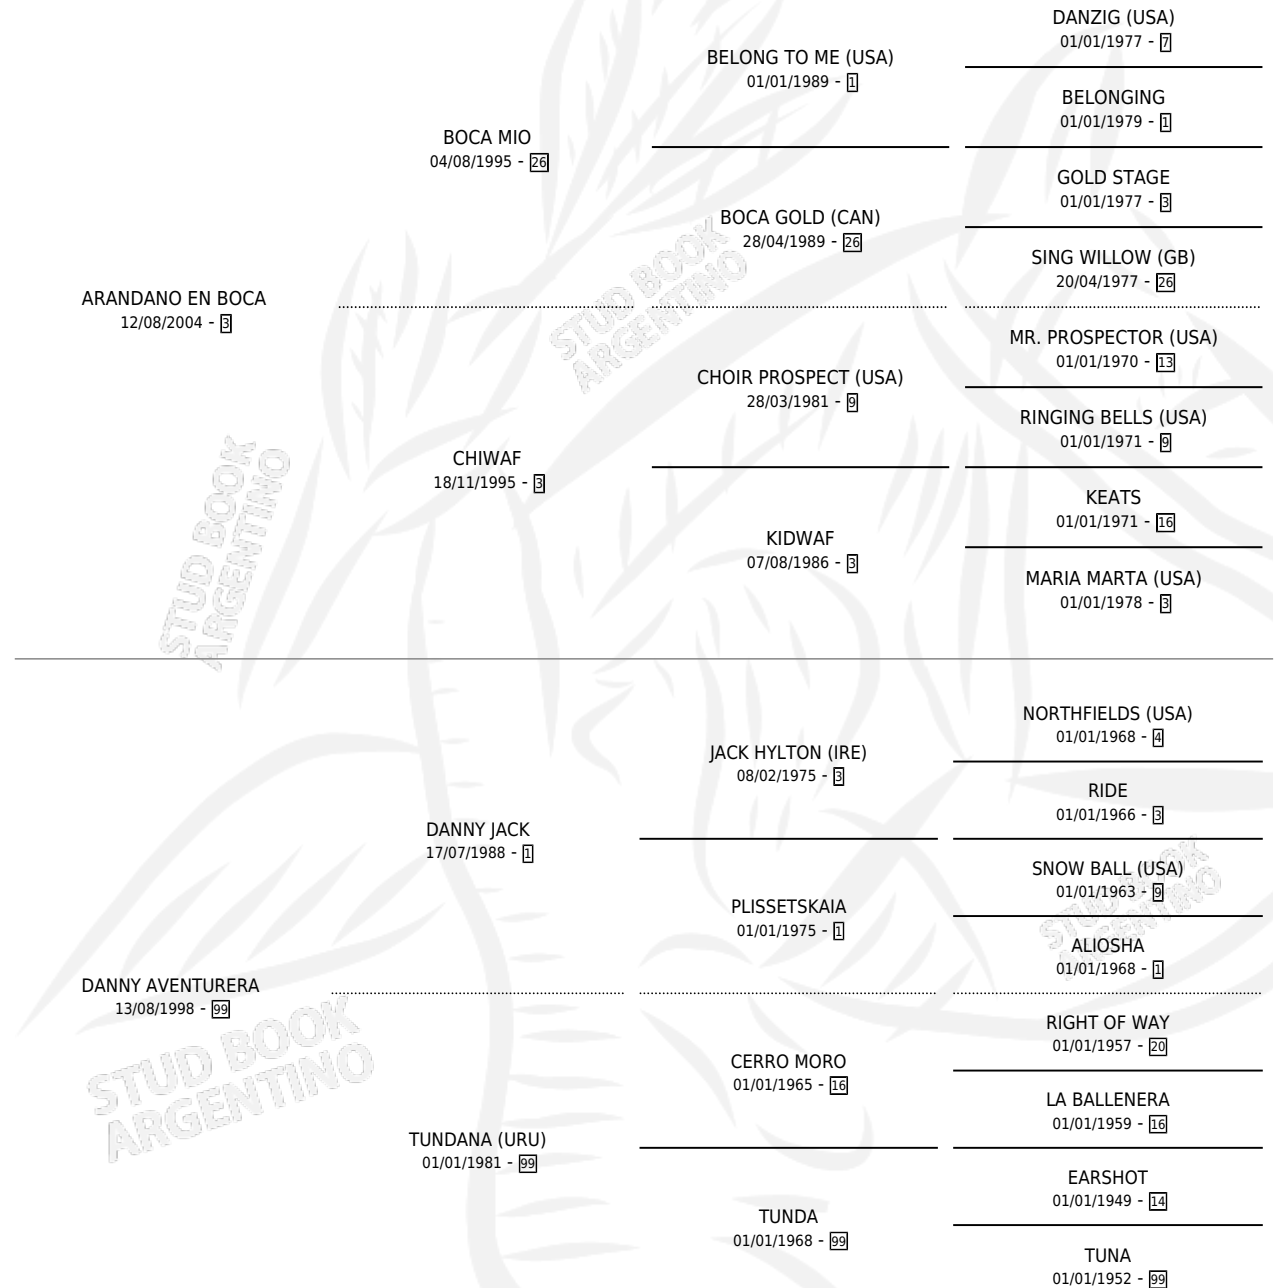 DANZIG (USA)
01/01/1977 - 7
BELONG TO ME (USA)
01/01/1989 - 1
BELONGING
01/01/1979 - 1
BOCA MIO
04/08/1995 - 26
GOLD STAGE
01/01/1977 - 3
BOCA GOLD (CAN)
28/04/1989 - 26
SING WILLOW (GB)
20/04/1977 - 26
ARANDANO EN BOCA
12/08/2004 - 3
STUD BOOK
ARGENTINO
MR. PROSPECTOR (USA)
01/01/1970 - 13
CHOIR PROSPECT (USA)
28/03/1981 - 9
RINGING BELLS (USA)
01/01/1971 - 9
CHIWAF
18/11/1995 - 3
KEATS
01/01/1971 - 16
KIDWAF
07/08/1986 - 3
MARIA MARTA (USA)
01/01/1978 - 3
STUD BOOK
ARGENTINO
NORTHFIELDS (USA)
01/01/1968 - 4
JACK HYLTON (IRE)
08/02/1975 - 3
RIDE
01/01/1966 - 3
DANNY JACK
17/07/1988 - 1
SNOW BALL (USA)
01/01/1963 - 9
PLISSETSKAIA
01/01/1975 - 1
ALIOSHA
01/01/1968 - 1
STUD BOOK
ARGENTINO
DANNY AVENTURERA
13/08/1998 - 99
STUD BOOK
ARGENTINO
RIGHT OF WAY
01/01/1957 - 20
CERRO MORO
01/01/1965 - 16
LA BALLENERA
01/01/1959 - 16
TUNDANA (URU)
01/01/1981 - 99
EARSHOT
01/01/1949 - 14
TUNDA
01/01/1968 - 99
TUNA
01/01/1952 - 99